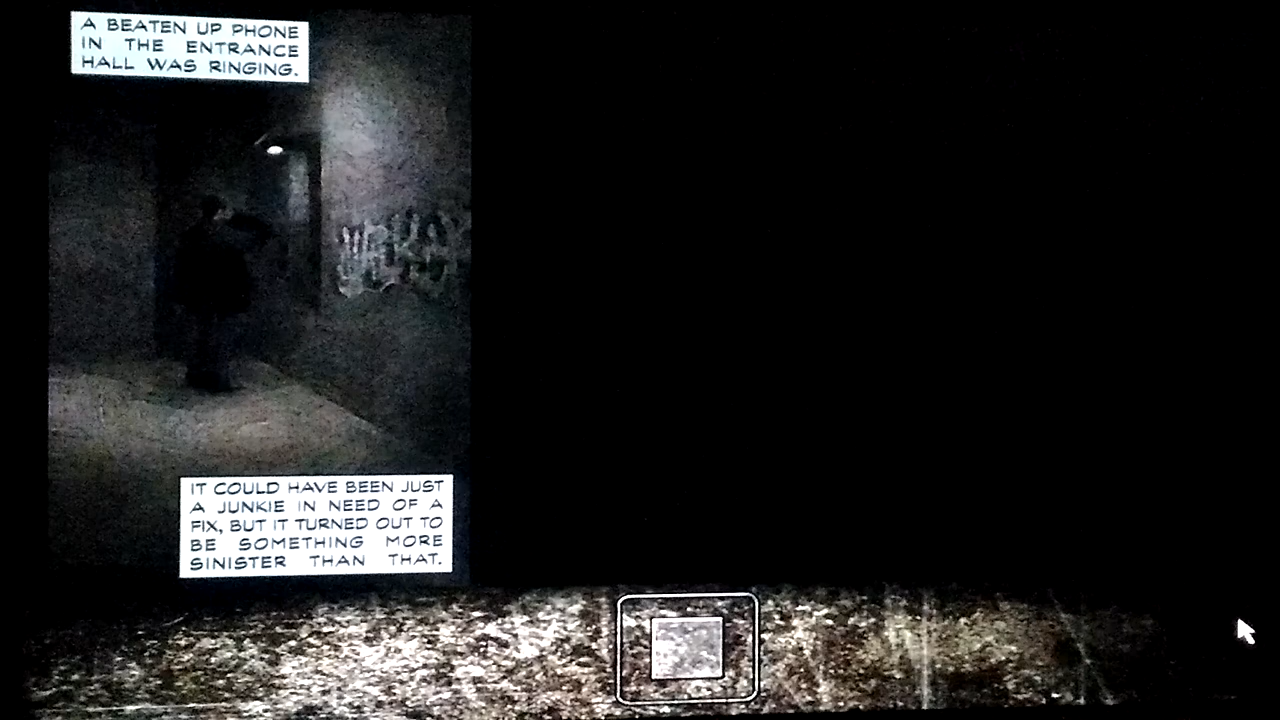 A BEATEN UP PHONE
IN THE ENTRANCE
HALL WAS RINGING.
IT COULD HAVE BEEN JUST
A JUNKIE IN NEED OF A
FIX, BUT IT TURNED OUT TO
BE SOMETHING MORE
SINISTER THAN THAT.